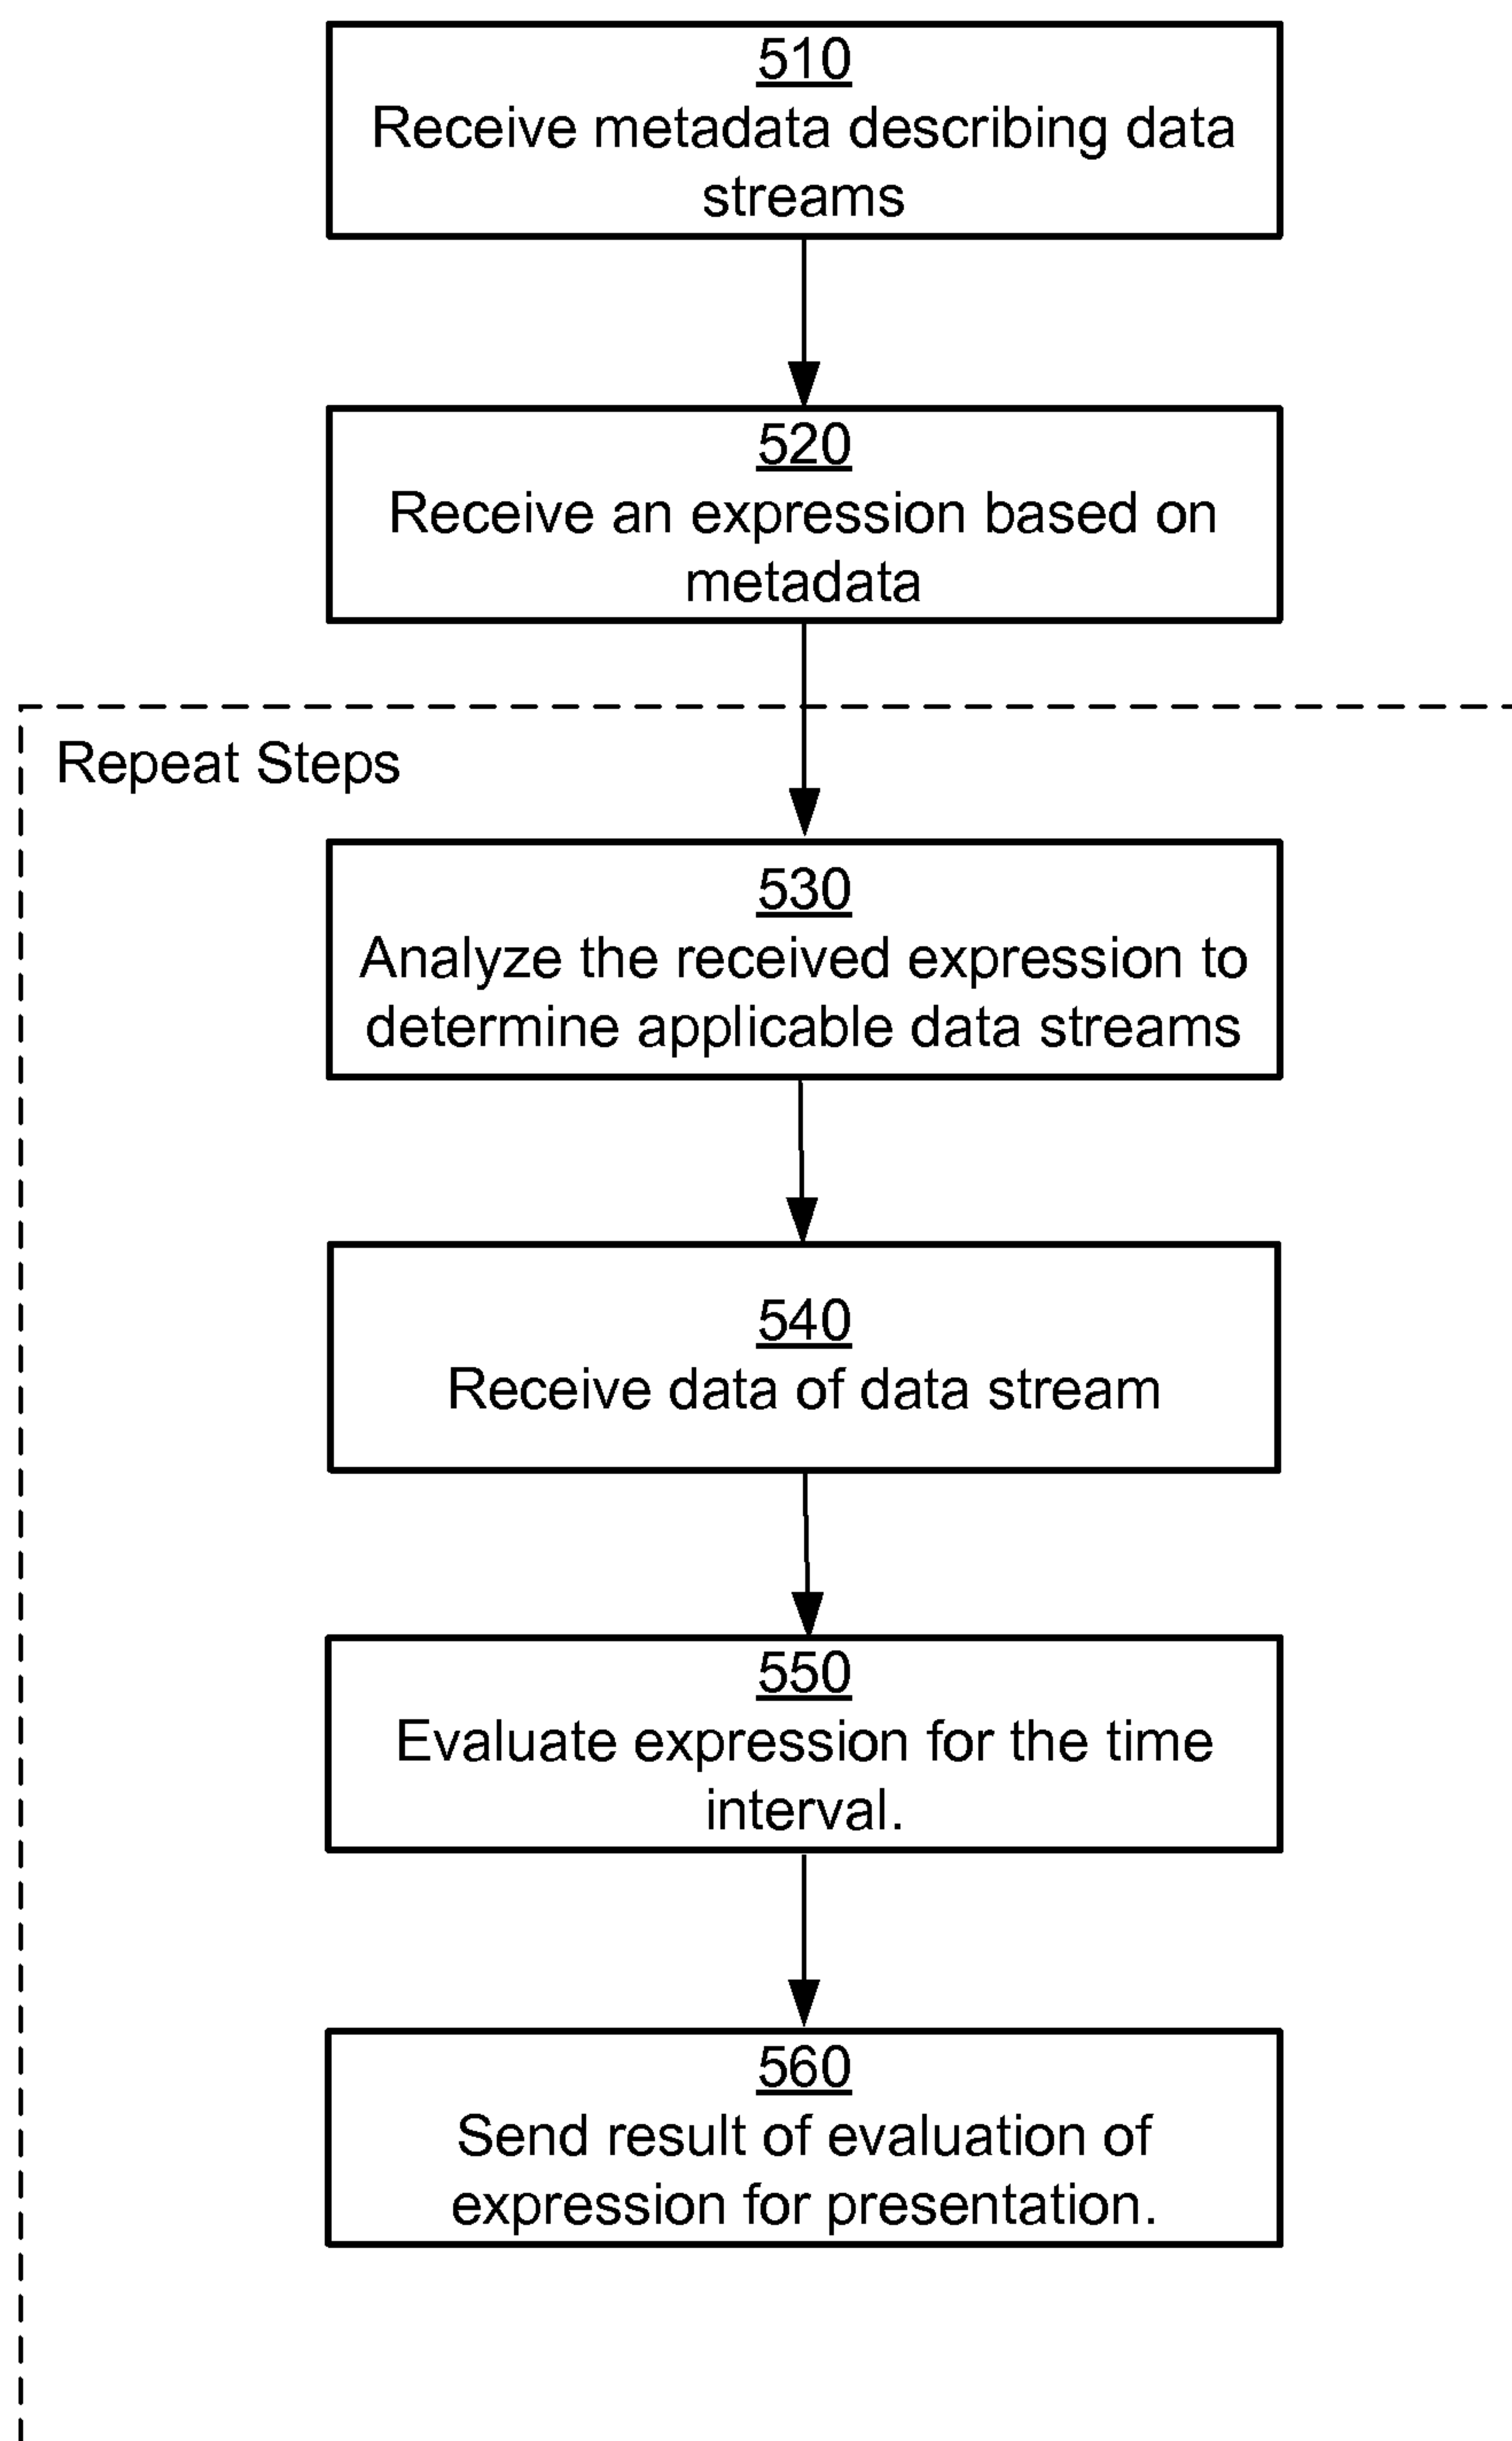 510
Receive metadata describing data
streams
520
Receive an expression based on
metadata
Repeat Steps
530
Analyze the received expression to
determine applicable data streams
540
Receive data of data stream
550
Evaluate expression for the time
interval.
560
Send result of evaluation of
expression for presentation.